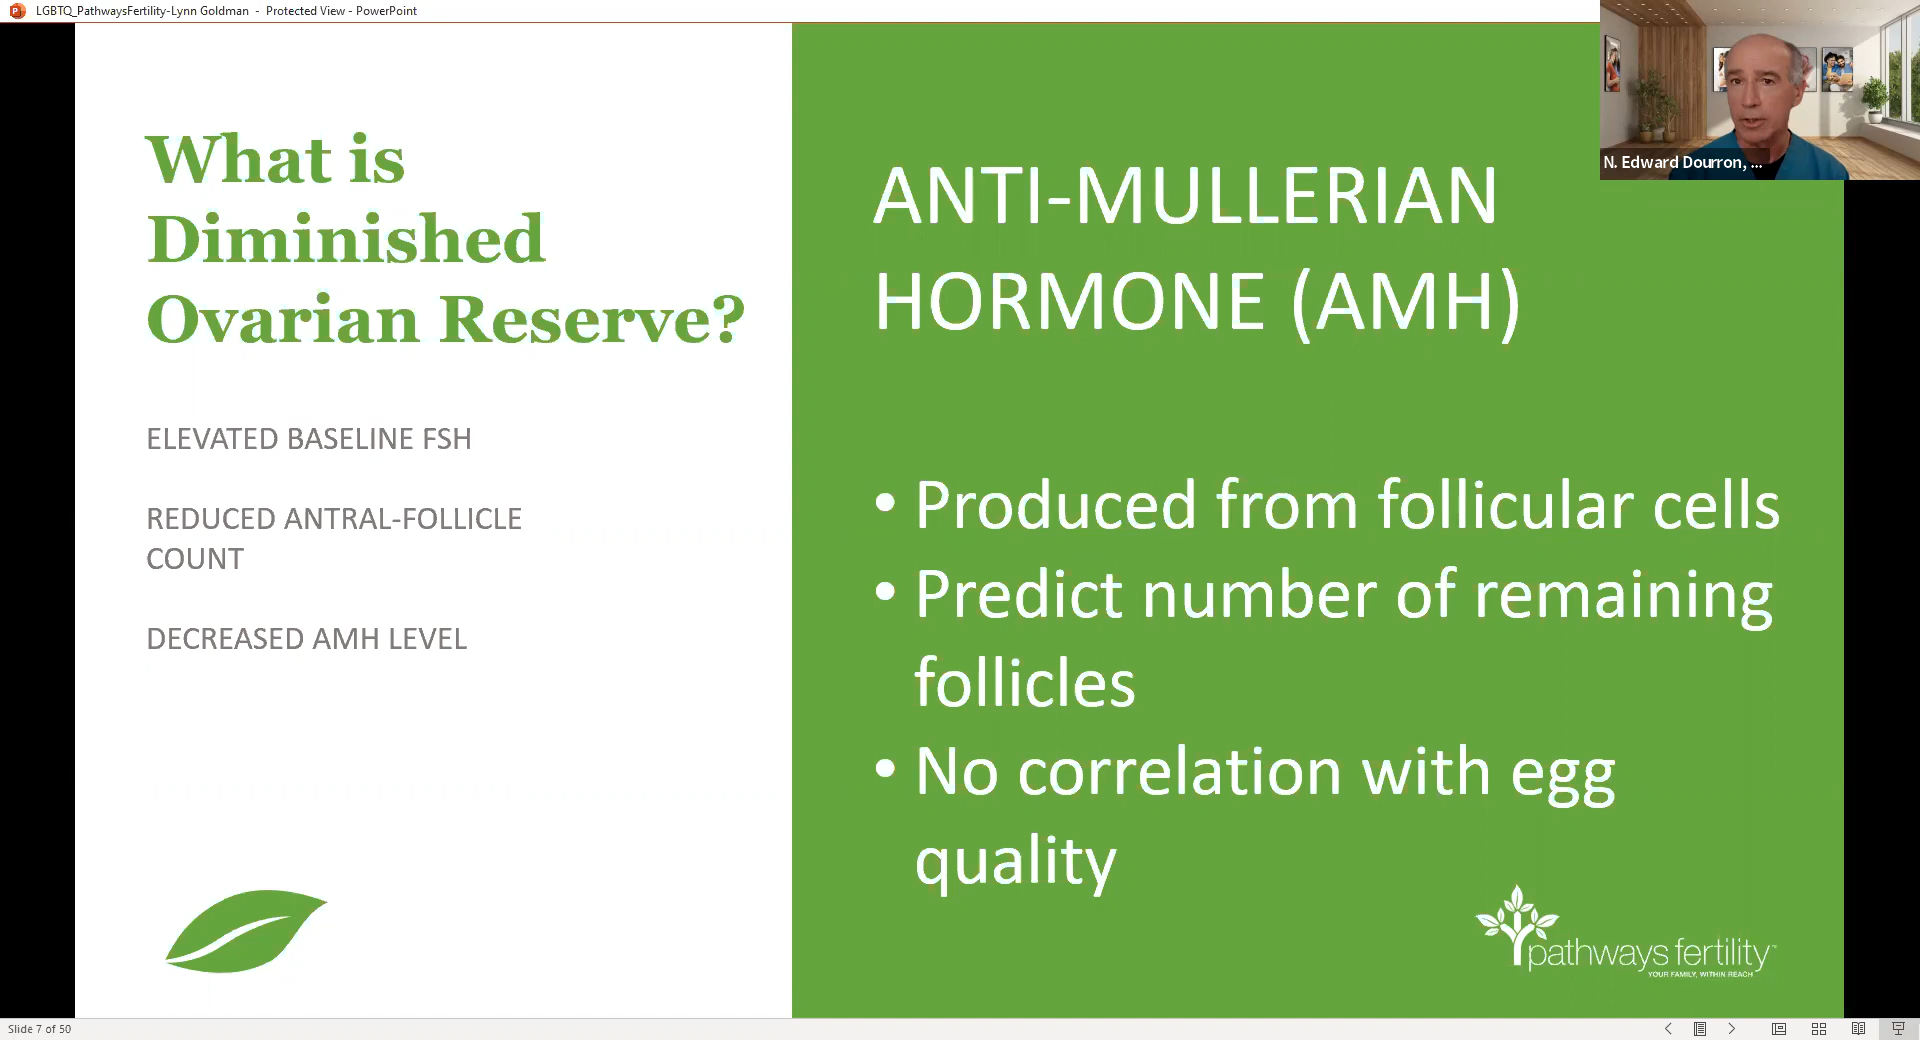 LGBTQ_PathwaysFertility-Lynn Goldman - Protected View - PowerPoint
What is
Diminished
Ovarian Reserve?
ELEVATED BASELINE FSH
REDUCED ANTRAL-FOLLICLE
COUNT
DECREASED AMH LEVEL
ANTI-MULLERIAN
HORMONE (AMH)
• Produced from follicular cells
• Predict number of remaining
follicles
• No correlation with egg
quality
pathways fertility™
YOUR FAMILY, WITHIN REACH
N. Edward Dourron, ...
Slide 7 of 50